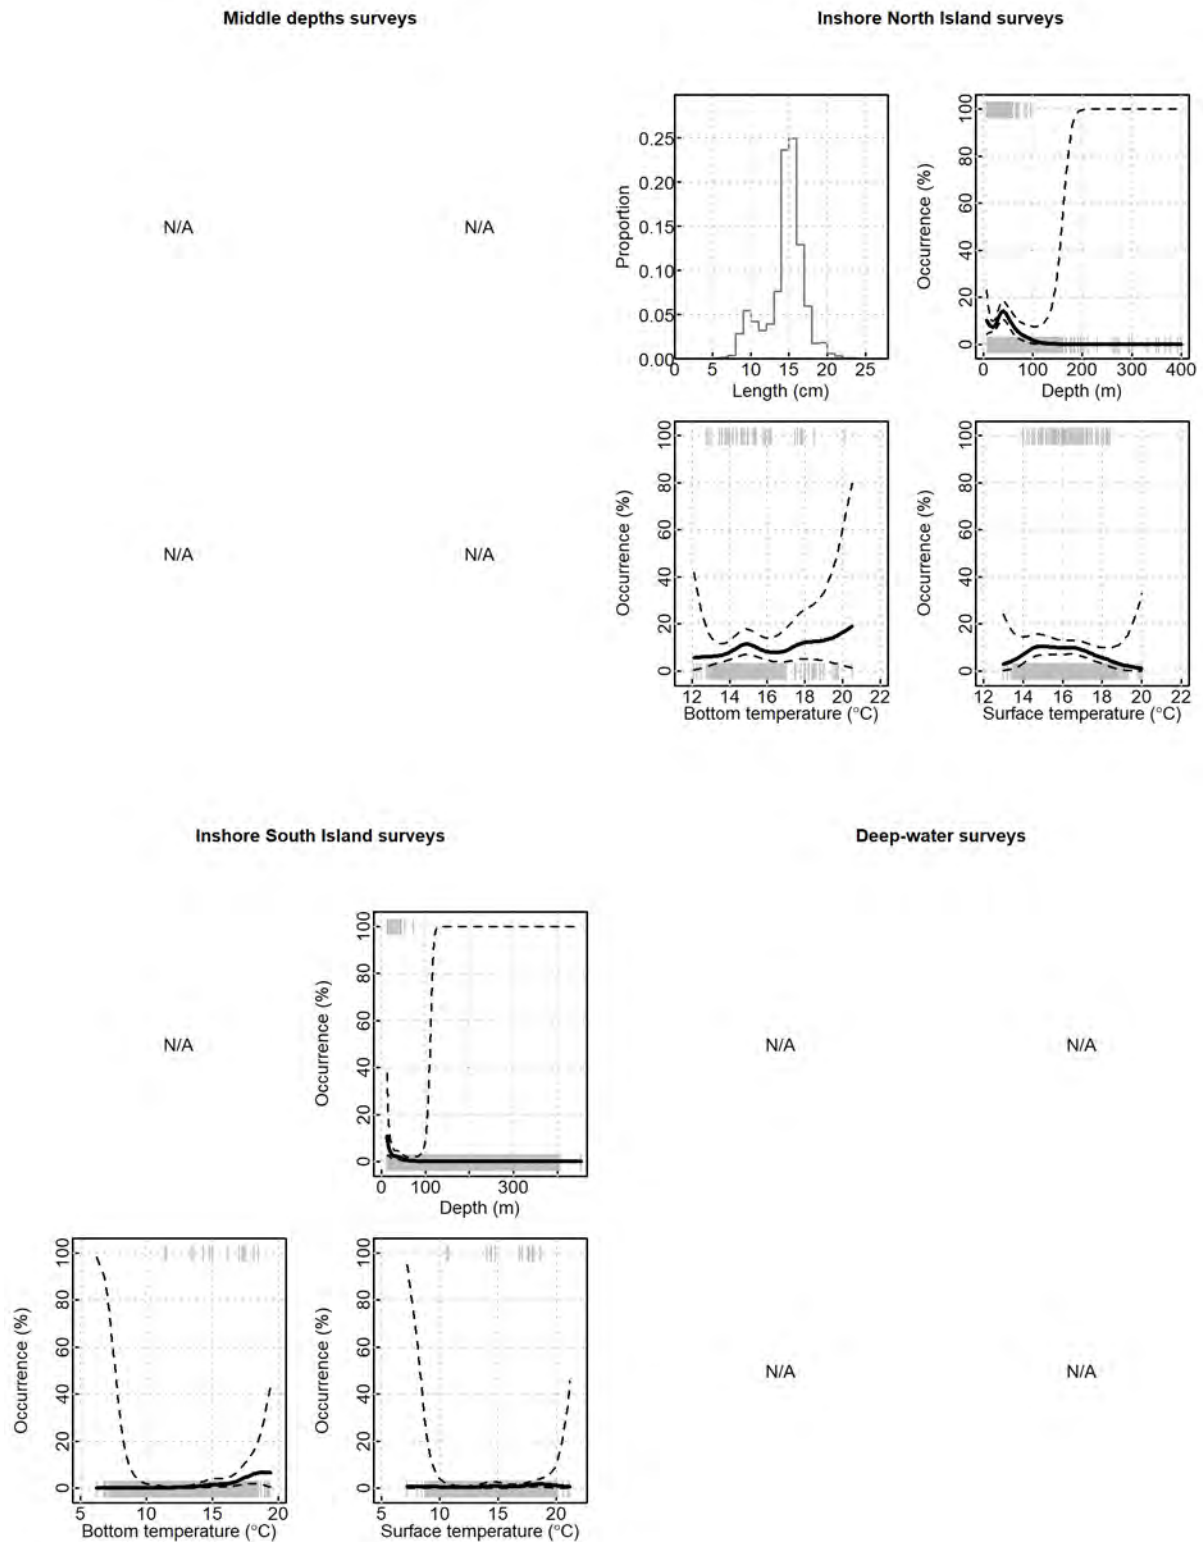 Middle depths surveys
Inshore North Island surveys
N/A
N/A
Proportion
0.00 0.05 0.10 0.15 0.20 0.25
0 5 10 15 20 25
Length (cm)
Occurrence (%)
0 20 40 60 80 100
0 100 200 300 400
Depth (m)
N/A
N/A
Occurrence (%)
0 20 40 60 80 100
12 14 16 18 20 22
Bottom temperature (°C)
Occurrence (%)
0 20 40 60 80 100
12 14 16 18 20 22
Surface temperature (°C)
Inshore South Island surveys
Deep-water surveys
N/A
Occurrence (%)
0 20 40 60 80 100
0 100 300
Depth (m)
N/A
N/A
Occurrence (%)
0 20 40 60 80 100
5 10 15 20
Bottom temperature (°C)
Occurrence (%)
0 20 40 60 80 100
5 10 15 20
Surface temperature (°C)
N/A
N/A